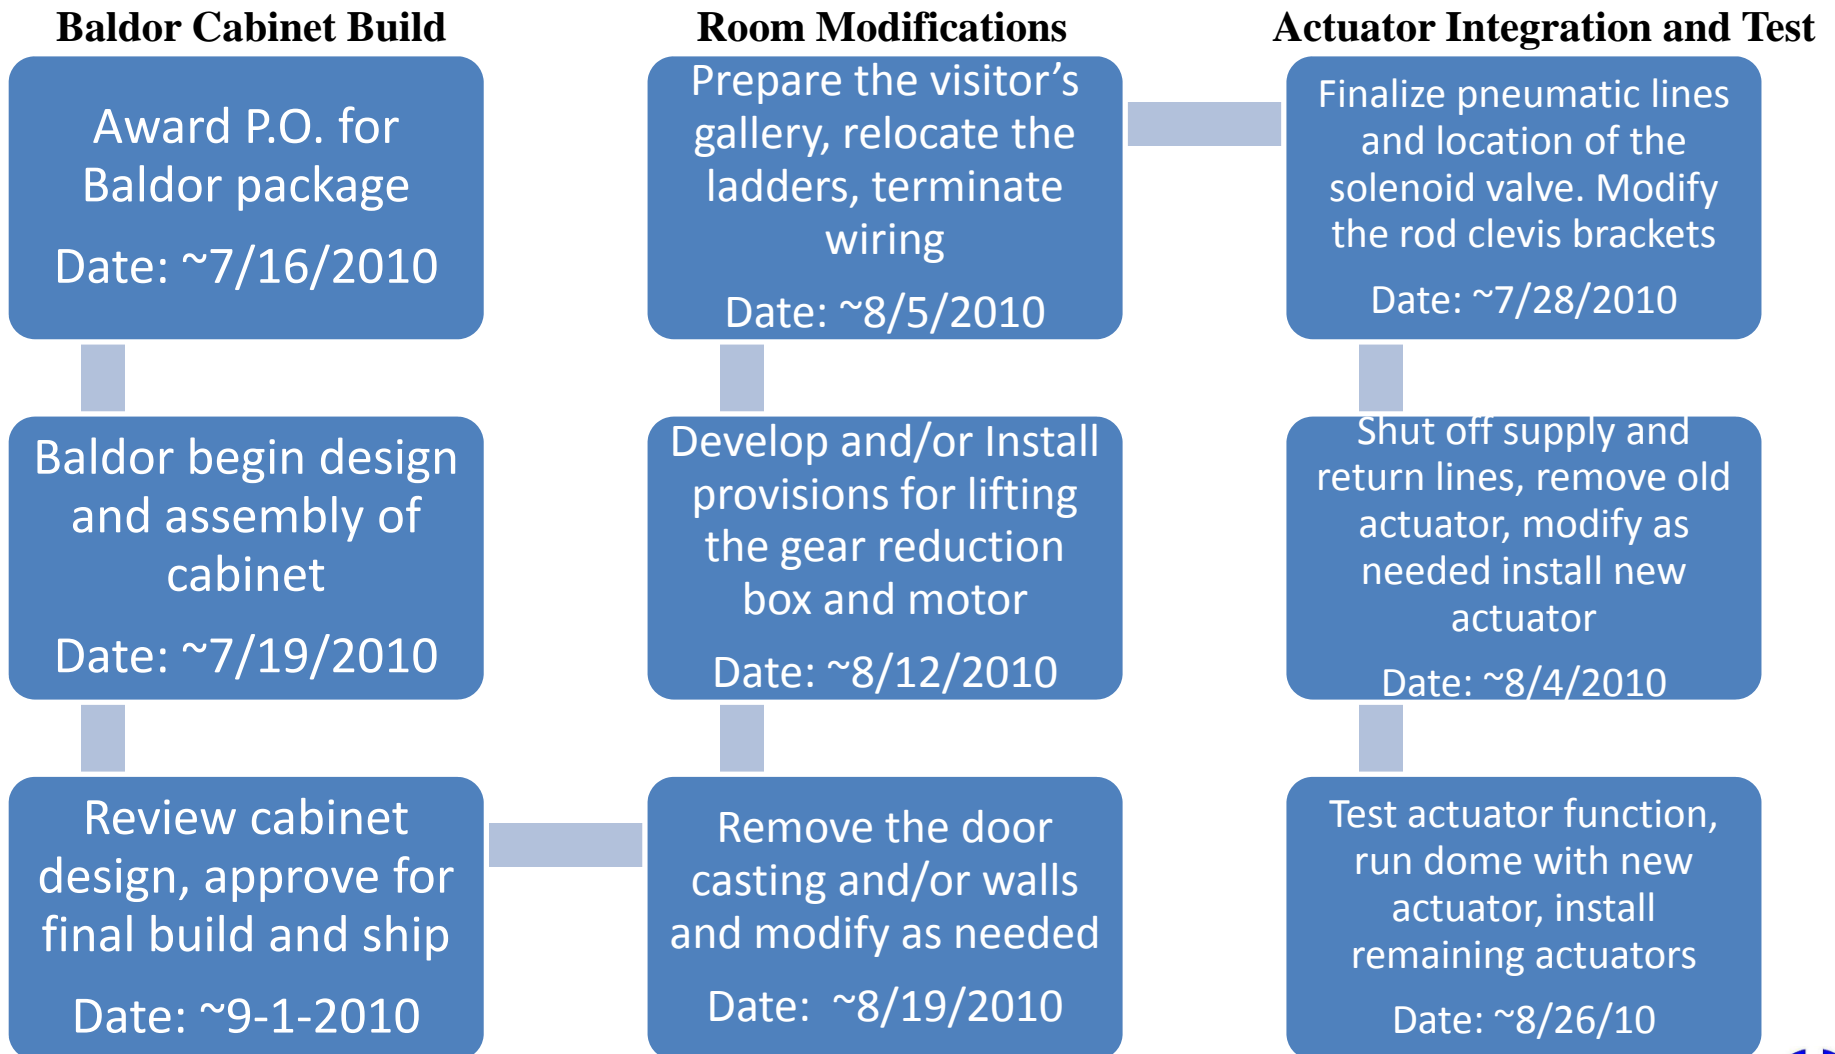 Baldor Cabinet Build
Award P.O. for
Baldor package
Date: ~7/16/2010
Baldor begin design
and assembly of
cabinet
Date: ~7/19/2010
Review cabinet
design, approve for
final build and ship
Date: ~9-1-2010
Room Modifications
Prepare the visitor’s
gallery, relocate the
ladders, terminate
wiring
Date: ~8/5/2010
Develop and/or Install
provisions for lifting
the gear reduction
box and motor
Date: ~8/12/2010
Remove the door
casting and/or walls
and modify as needed
Date: ~8/19/2010
Actuator Integration and Test
Finalize pneumatic lines
and location of the
solenoid valve. Modify
the rod clevis brackets
Date: ~7/28/2010
Shut off supply and
return lines, remove old
actuator, modify as
needed install new
actuator
Date: ~8/4/2010
Test actuator function,
run dome with new
actuator, install
remaining actuators
Date: ~8/26/10